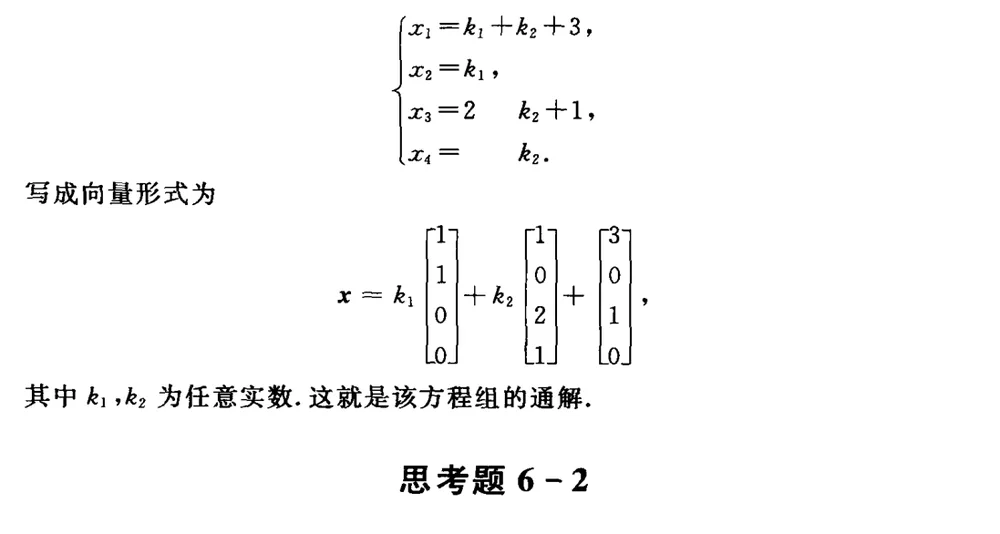 x₁=k₁+k₂+3,
x₂=k₁,
x₃=2 k₂+1,
x₄= k₂.
写成向量形式为
x = k₁ [1 1 0 0] + k₂ [1 0 2 1] + [3 0 1 0],
其中 k₁,k₂ 为任意实数.这就是该方程组的通解.
思考题 6-2